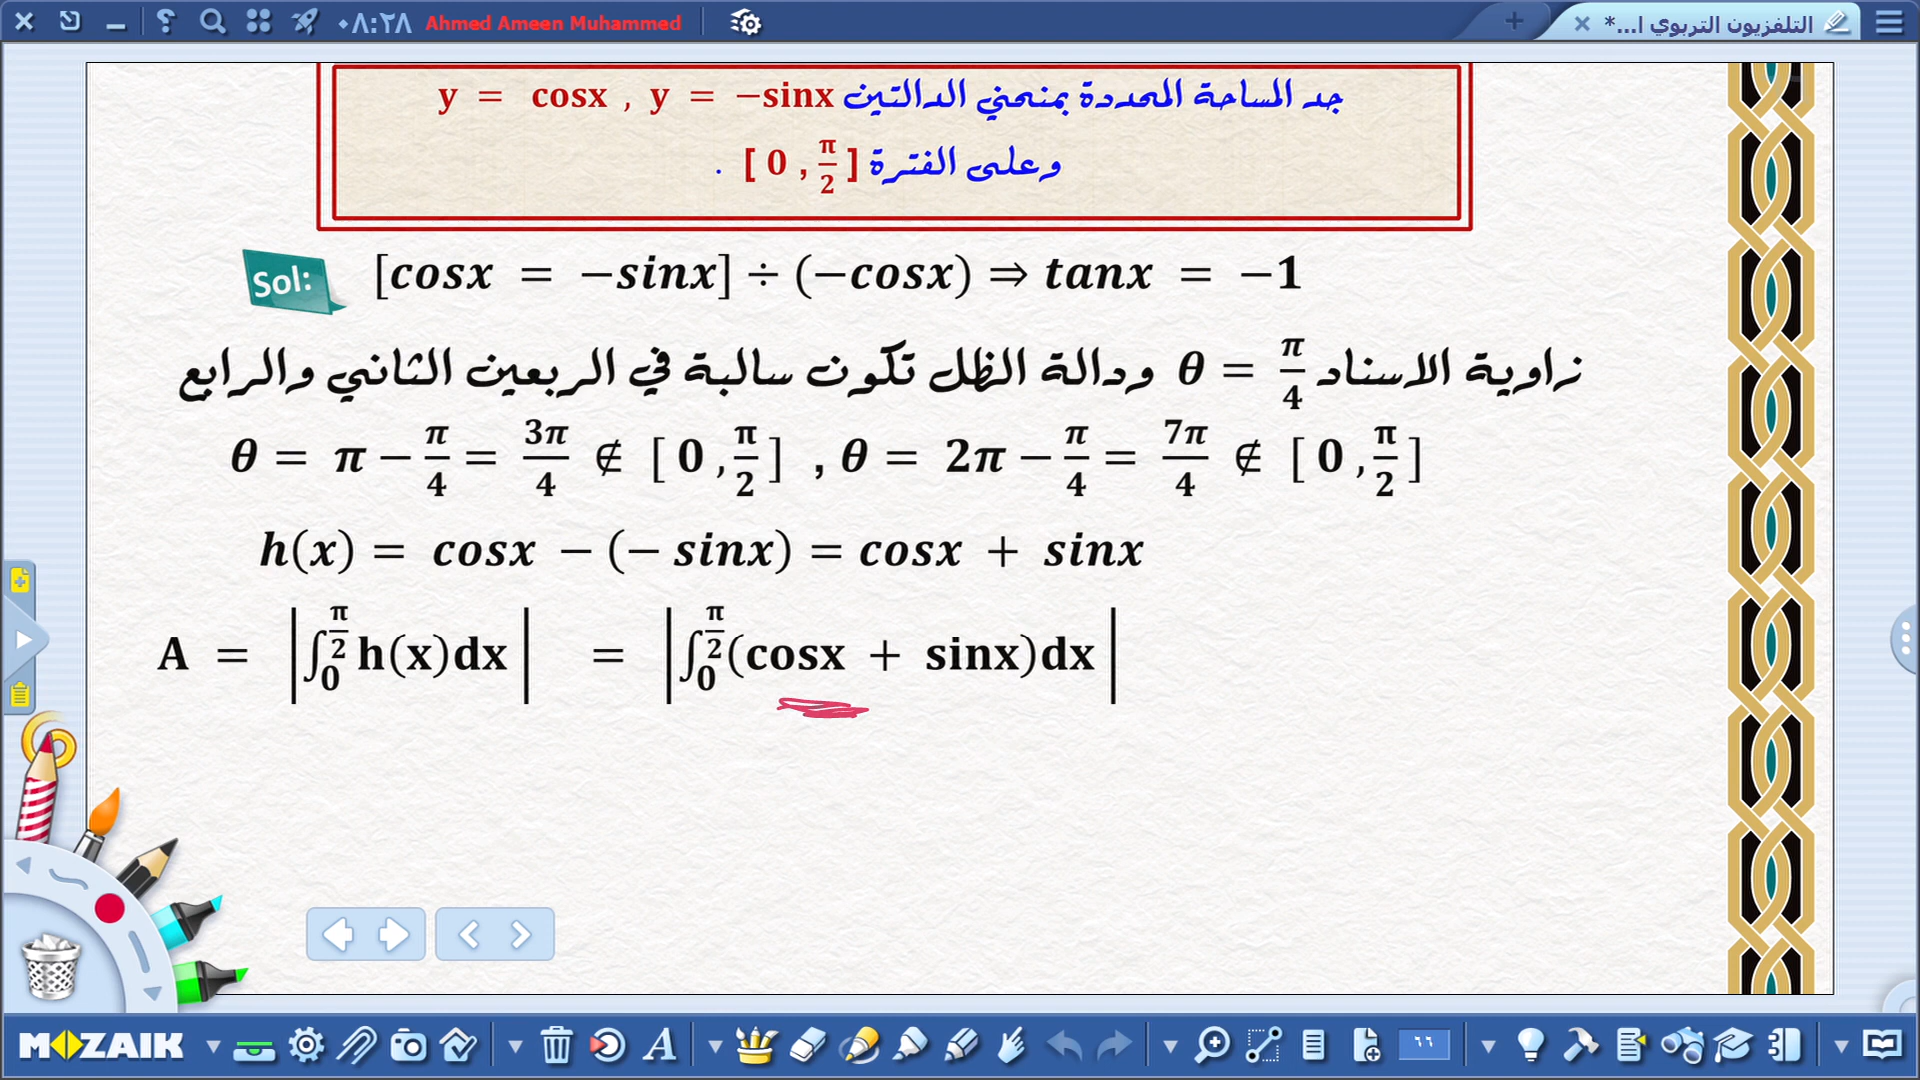 ٠٨:٢٨ Ahmed Ameen Muhammed
التلفزيون التربوي ا...*
جد المساحة المحددة بمنحني الدالتين y = cosx , y = −sinx
وعلى الفترة [ 0 , π/2 ] .
Sol: [cosx = −sinx] ÷ (−cosx) ⇒ tanx = −1
زاوية الاسناد θ = π/4 ودالة الظل تكون سالبة في الربعين الثاني والرابع
θ = π − π/4 = 3π/4 ∉ [ 0 , π/2 ] , θ = 2π − π/4 = 7π/4 ∉ [ 0 , π/2 ]
h(x) = cosx − (− sinx) = cosx + sinx
A = |∫₀^{π/2} h(x)dx| = |∫₀^{π/2} (cosx + sinx)dx|
MOZAIK
A
٦٦